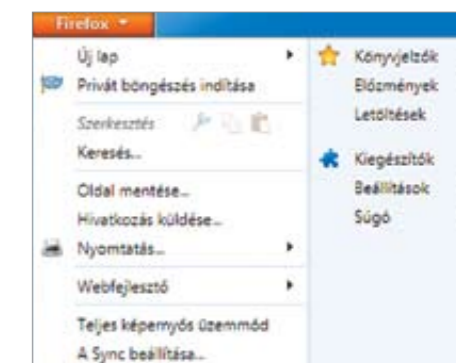 Firefox
Új lap
Privát böngészés indítása
Szerkesztés
Keresés...
Oldal mentése...
Hivatkozás küldése...
Nyomtatás...
Webfejlesztő
Teljes képernyős üzemmód
A Sync beállítása...
Könyvjelzők
Előzmények
Letöltések
Kiegészítők
Beállítások
Súgó